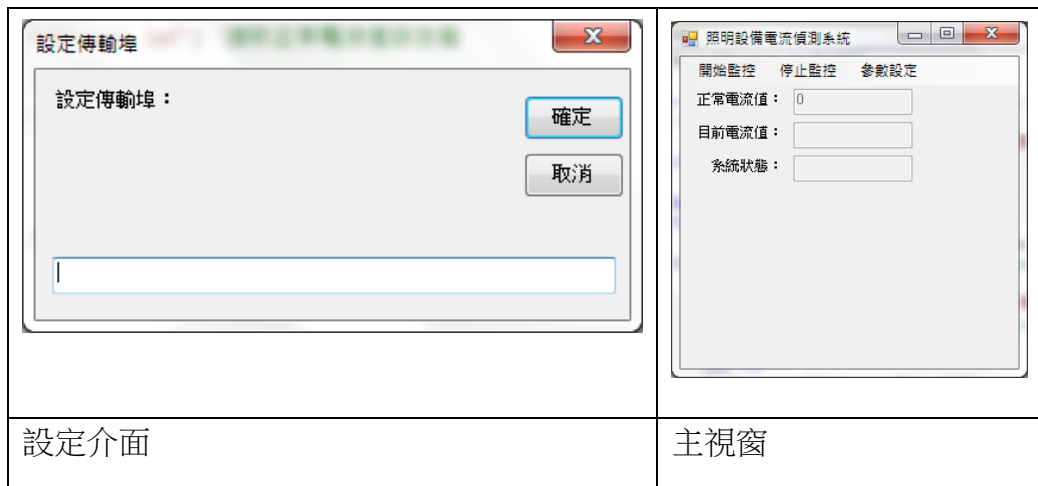 設定傳輸埠
設定傳輸埠：
確定
取消
照明設備電流偵測系統
開始監控 停止監控 參數設定
正常電流值： 0
目前電流值：
系統狀態：
設定介面
主視窗